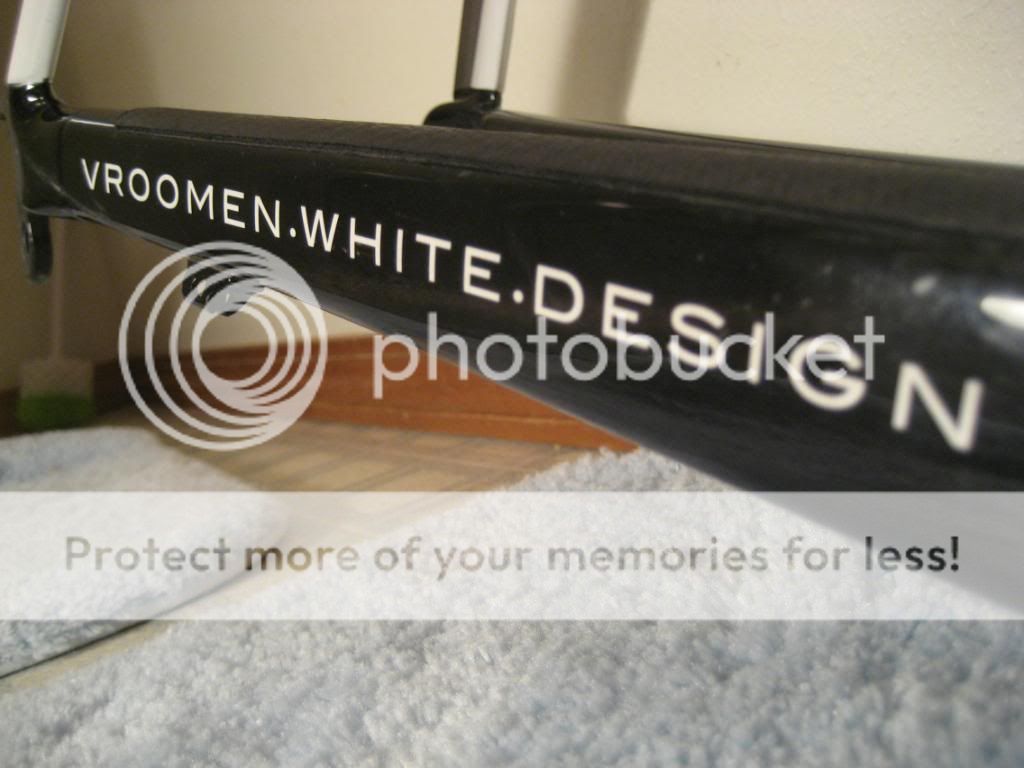 VROOMEN.WHITE.DESIGN
photobucket
Protect more of your memories for less!